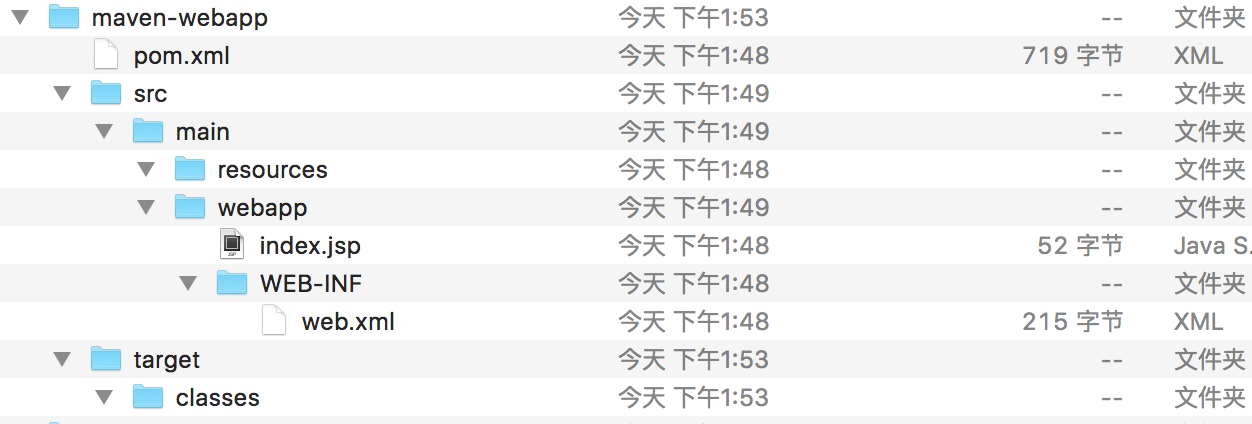 maven-webapp 今天 下午1:53 -- 文件夹
pom.xml 今天 下午1:48 719 字节 XML
src 今天 下午1:49 -- 文件夹
main 今天 下午1:49 -- 文件夹
resources 今天 下午1:48 -- 文件夹
webapp 今天 下午1:49 -- 文件夹
index.jsp 今天 下午1:48 52 字节 Java S.
WEB-INF 今天 下午1:48 -- 文件夹
web.xml 今天 下午1:48 215 字节 XML
target 今天 下午1:53 -- 文件夹
classes 今天 下午1:53 -- 文件夹